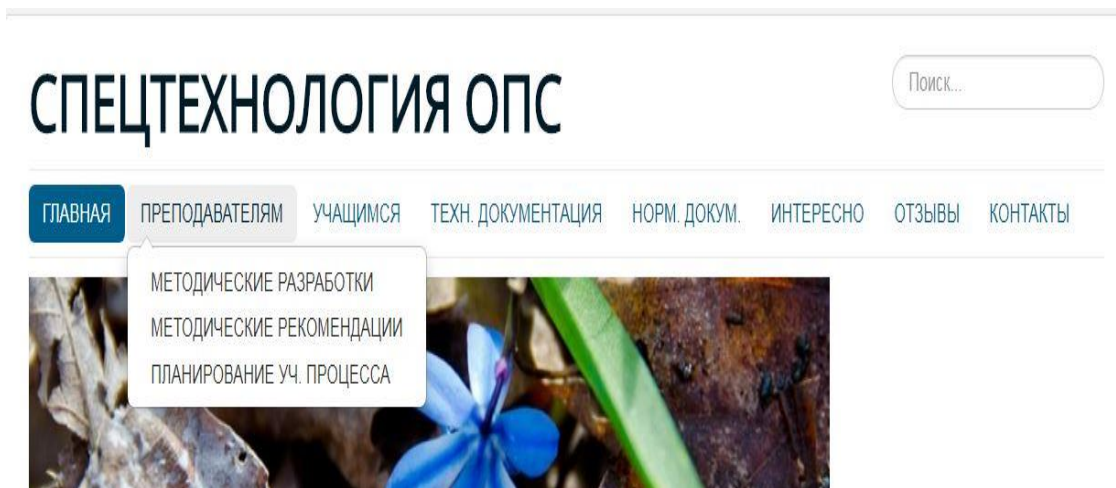 СПЕЦТЕХНОЛОГИЯ ОПС
Поиск...
ГЛАВНАЯ ПРЕПОДАВАТЕЛЯМ УЧАЩИМСЯ ТЕХН. ДОКУМЕНТАЦИЯ НОРМ. ДОКУМ. ИНТЕРЕСНО ОТЗЫВЫ КОНТАКТЫ
МЕТОДИЧЕСКИЕ РАЗРАБОТКИ
МЕТОДИЧЕСКИЕ РЕКОМЕНДАЦИИ
ПЛАНИРОВАНИЕ УЧ. ПРОЦЕССА